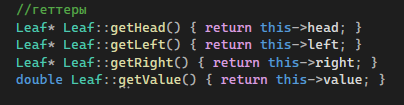 //геттеры
Leaf* Leaf::getHead() { return this->head; }
Leaf* Leaf::getLeft() { return this->left; }
Leaf* Leaf::getRight() { return this->right; }
double Leaf::getValue() { return this->value; }